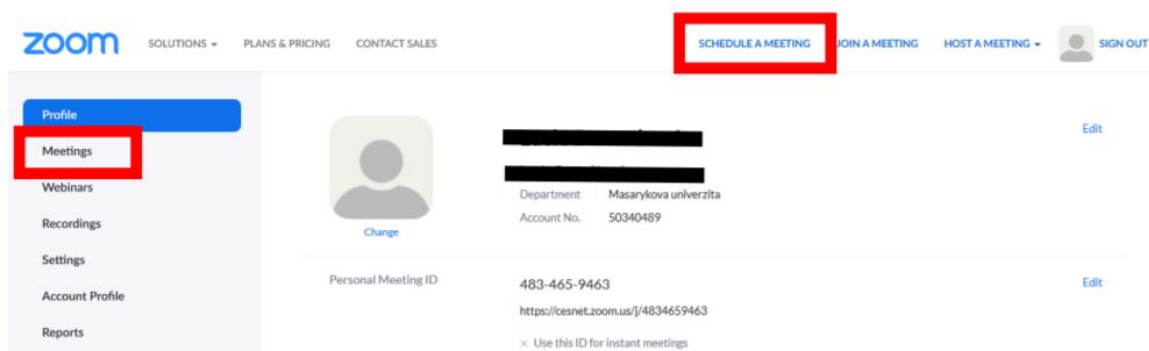 zoom SOLUTIONS PLANS & PRICING CONTACT SALES SCHEDULE A MEETING JOIN A MEETING HOST A MEETING SIGN OUT
Profile
Meetings
Webinars
Recordings
Settings
Account Profile
Reports
Change
Edit
Department Masarykova univerzita
Account No. 50340489
Personal Meeting ID 483-465-9463 Edit
https://cesnet.zoom.us/j/4834659463
× Use this ID for instant meetings